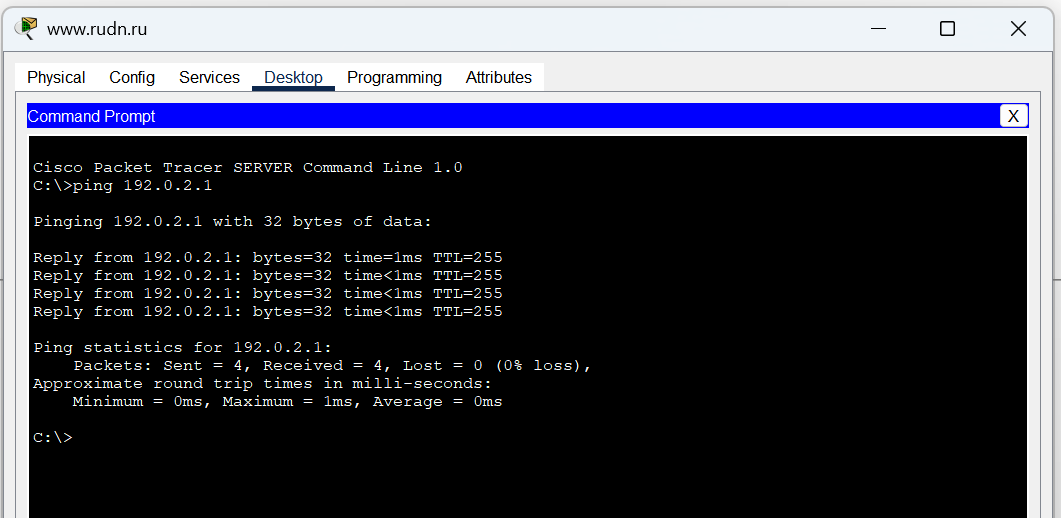 www.rudn.ru
Physical Config Services Desktop Programming Attributes
Command Prompt X
Cisco Packet Tracer SERVER Command Line 1.0
C:\>ping 192.0.2.1
Pinging 192.0.2.1 with 32 bytes of data:
Reply from 192.0.2.1: bytes=32 time=1ms TTL=255
Reply from 192.0.2.1: bytes=32 time<1ms TTL=255
Reply from 192.0.2.1: bytes=32 time<1ms TTL=255
Reply from 192.0.2.1: bytes=32 time<1ms TTL=255
Ping statistics for 192.0.2.1:
Packets: Sent = 4, Received = 4, Lost = 0 (0% loss),
Approximate round trip times in milli-seconds:
Minimum = 0ms, Maximum = 1ms, Average = 0ms
C:\>